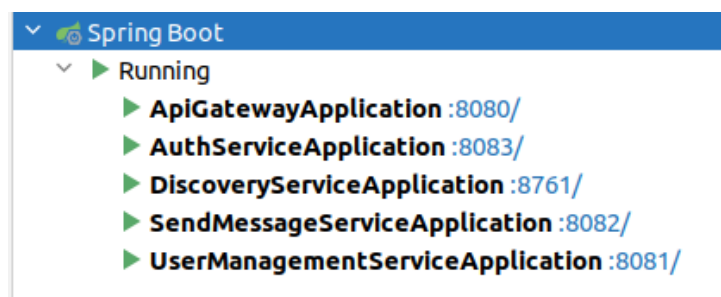 Spring Boot
Running
ApiGatewayApplication :8080/
AuthServiceApplication :8083/
DiscoveryServiceApplication :8761/
SendMessageServiceApplication :8082/
UserManagementServiceApplication :8081/